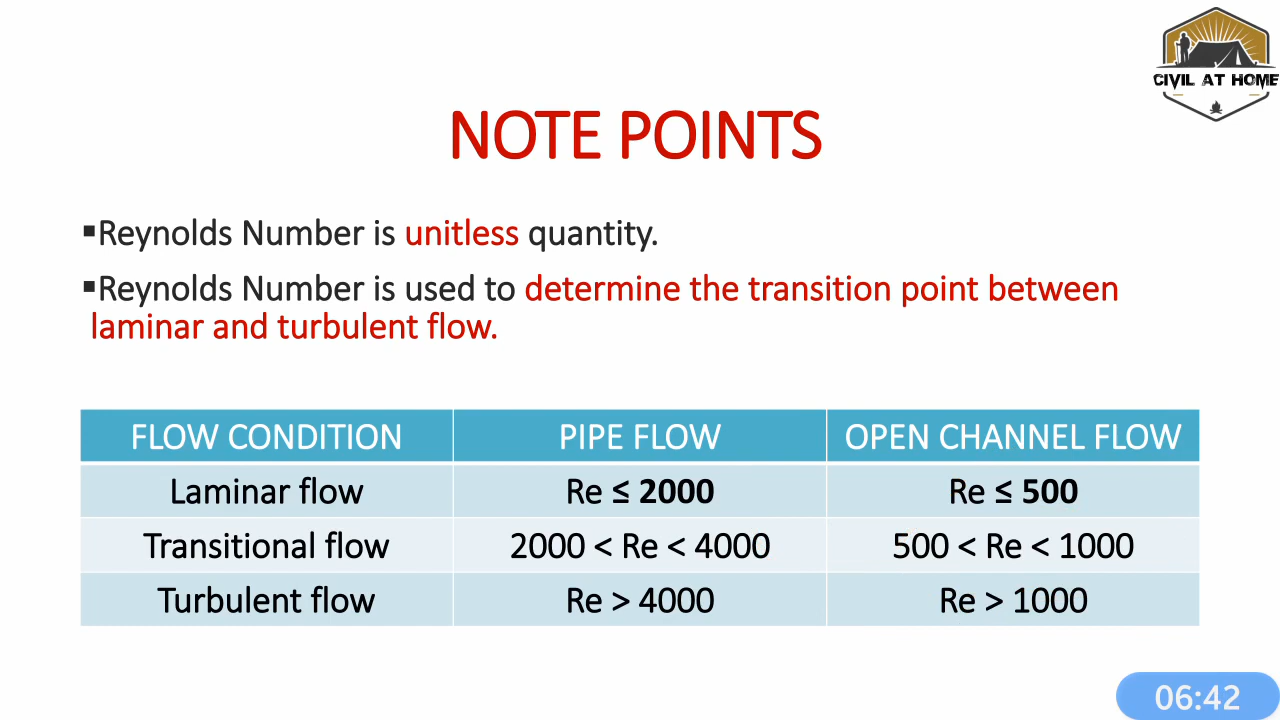 CIVIL AT HOME
NOTE POINTS
▪Reynolds Number is unitless quantity.
▪Reynolds Number is used to determine the transition point between
laminar and turbulent flow.
FLOW CONDITION PIPE FLOW OPEN CHANNEL FLOW
Laminar flow Re ≤ 2000 Re ≤ 500
Transitional flow 2000 < Re < 4000 500 < Re < 1000
Turbulent flow Re > 4000 Re > 1000
06:42